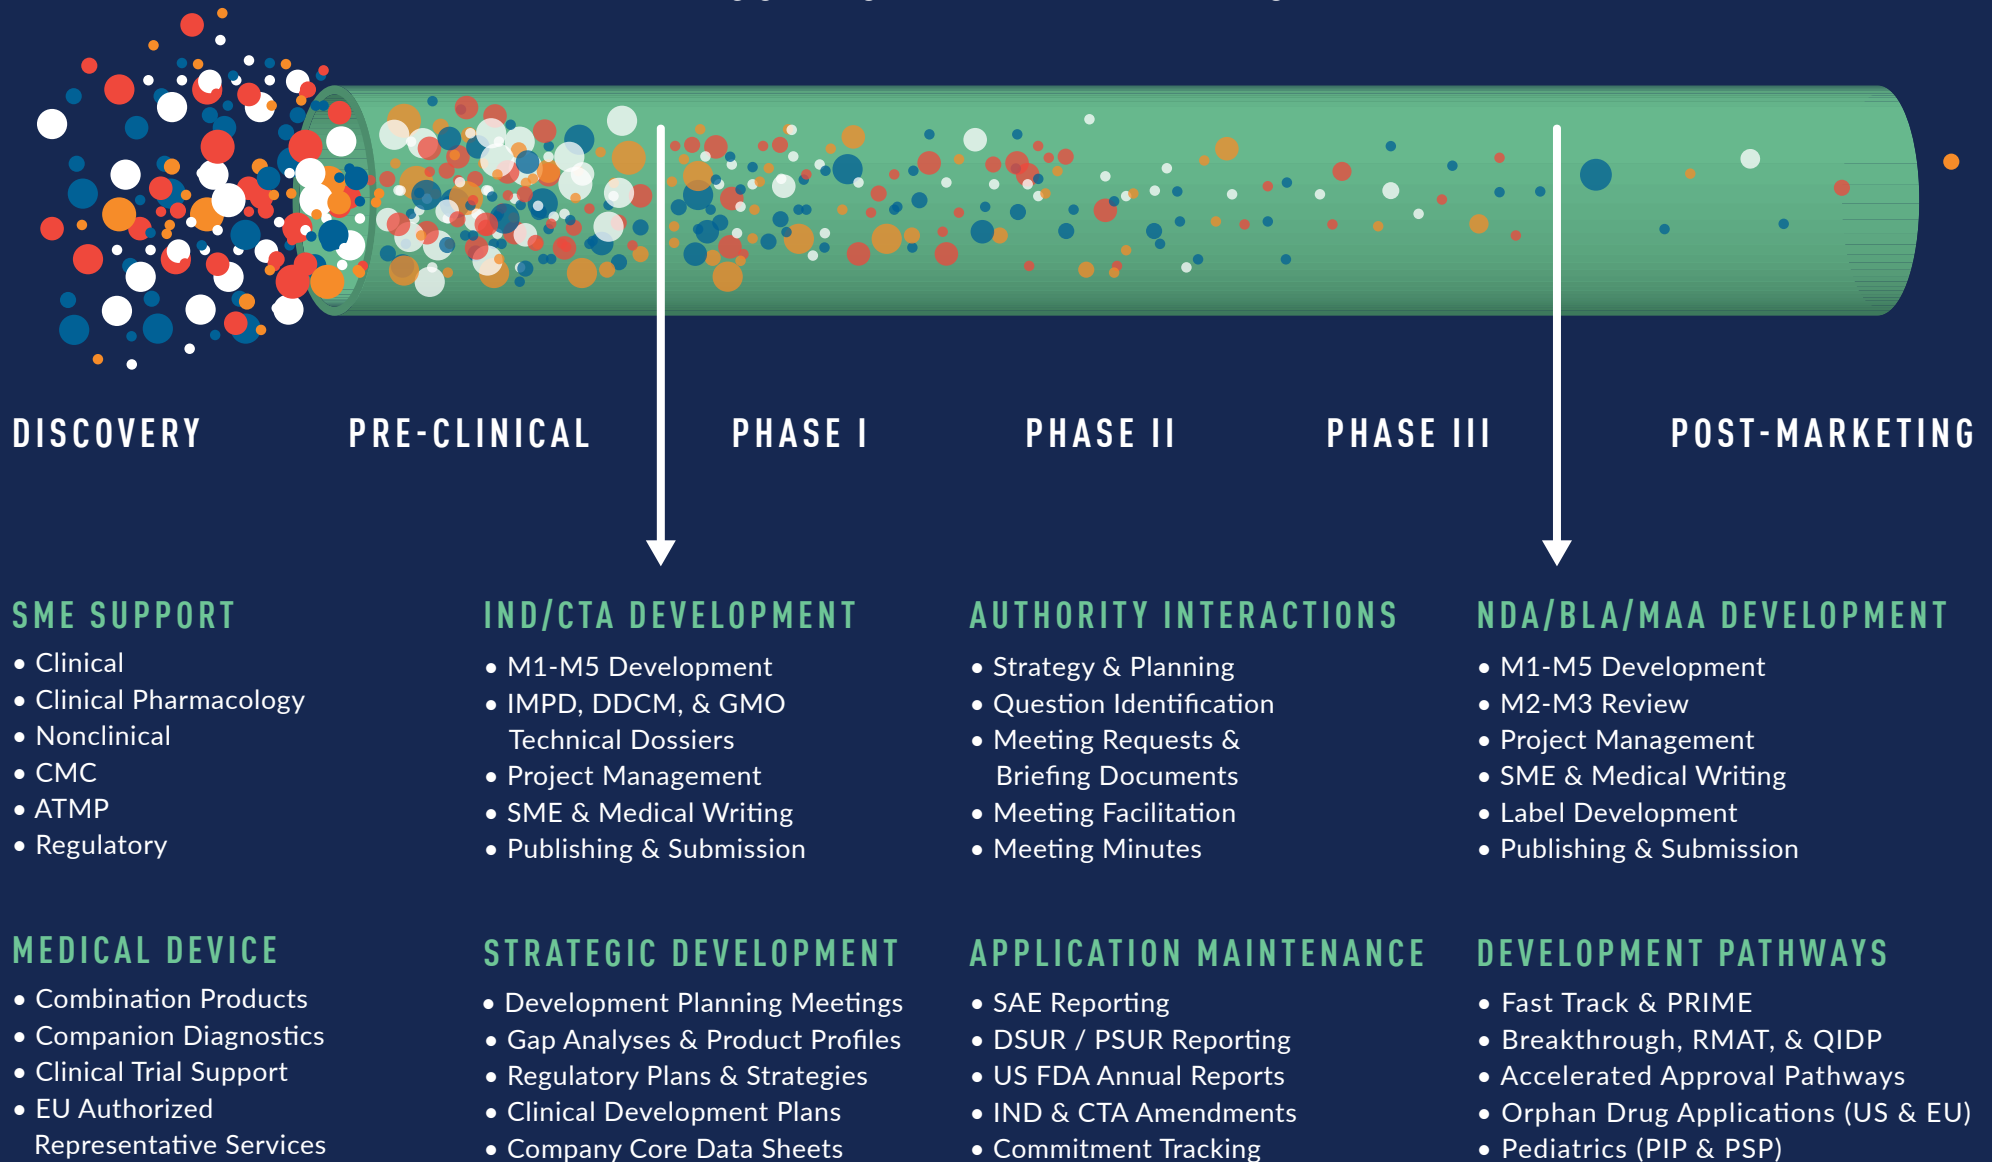 DISCOVERY
PRE-CLINICAL
PHASE I
PHASE II
PHASE III
POST-MARKETING
SME SUPPORT
• Clinical
• Clinical Pharmacology
• Nonclinical
• CMC
• ATMP
• Regulatory
IND/CTA DEVELOPMENT
• M1-M5 Development
• IMPD, DDCM, & GMO
Technical Dossiers
• Project Management
• SME & Medical Writing
• Publishing & Submission
AUTHORITY INTERACTIONS
• Strategy & Planning
• Question Identification
• Meeting Requests &
Briefing Documents
• Meeting Facilitation
• Meeting Minutes
NDA/BLA/MAA DEVELOPMENT
• M1-M5 Development
• M2-M3 Review
• Project Management
• SME & Medical Writing
• Label Development
• Publishing & Submission
MEDICAL DEVICE
• Combination Products
• Companion Diagnostics
• Clinical Trial Support
• EU Authorized
Representative Services
STRATEGIC DEVELOPMENT
• Development Planning Meetings
• Gap Analyses & Product Profiles
• Regulatory Plans & Strategies
• Clinical Development Plans
• Company Core Data Sheets
APPLICATION MAINTENANCE
• SAE Reporting
• DSUR / PSUR Reporting
• US FDA Annual Reports
• IND & CTA Amendments
• Commitment Tracking
DEVELOPMENT PATHWAYS
• Fast Track & PRIME
• Breakthrough, RMAT, & QIDP
• Accelerated Approval Pathways
• Orphan Drug Applications (US & EU)
• Pediatrics (PIP & PSP)